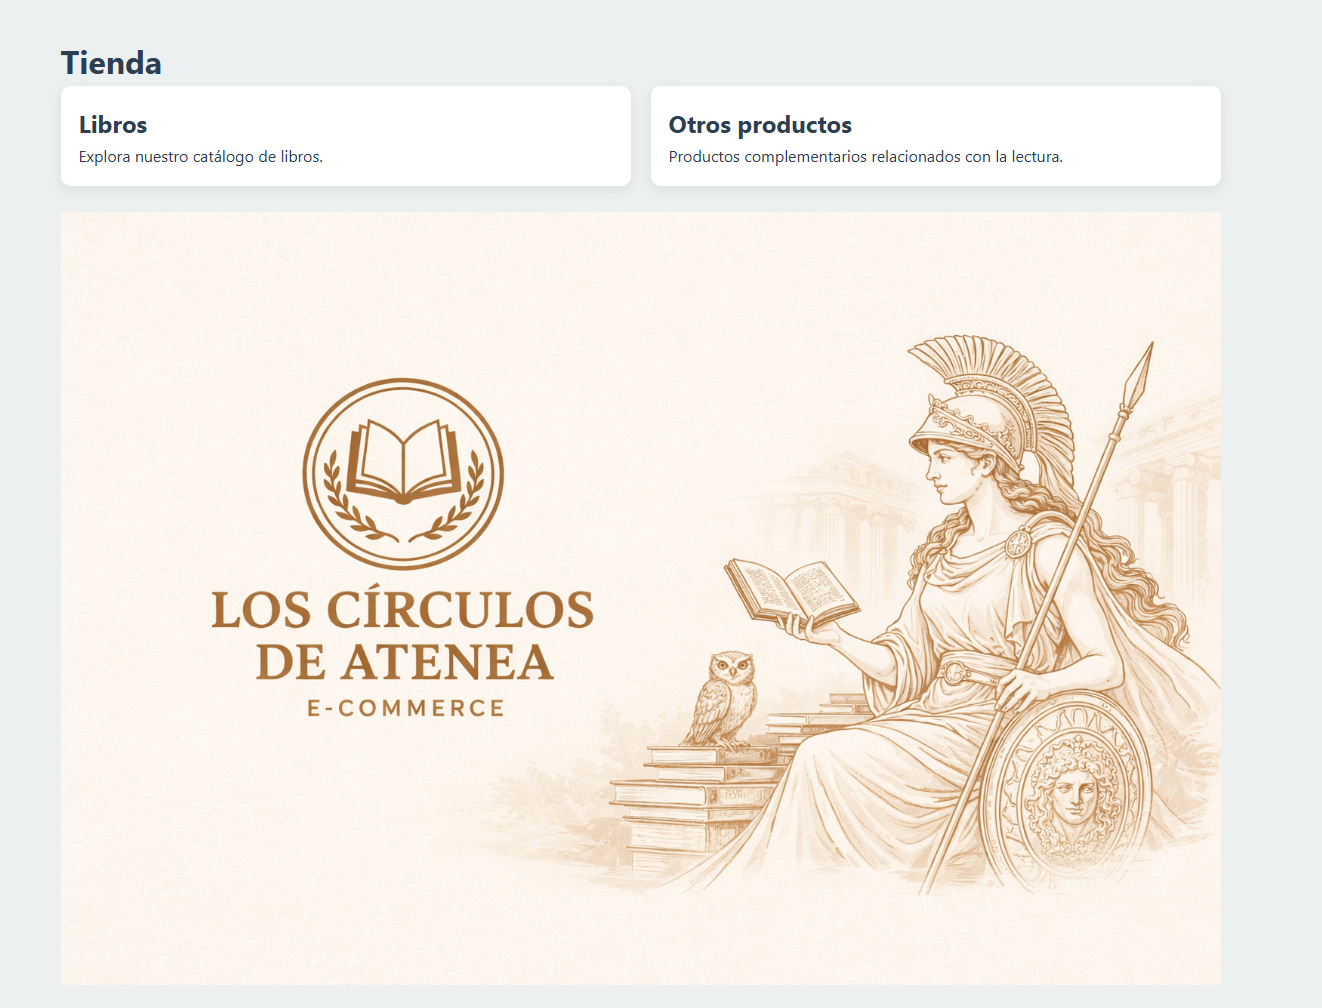 Tienda
Libros
Explora nuestro catálogo de libros.
Otros productos
Productos complementarios relacionados con la lectura.
LOS CÍRCULOS
DE ATENEA
E-COMMERCE